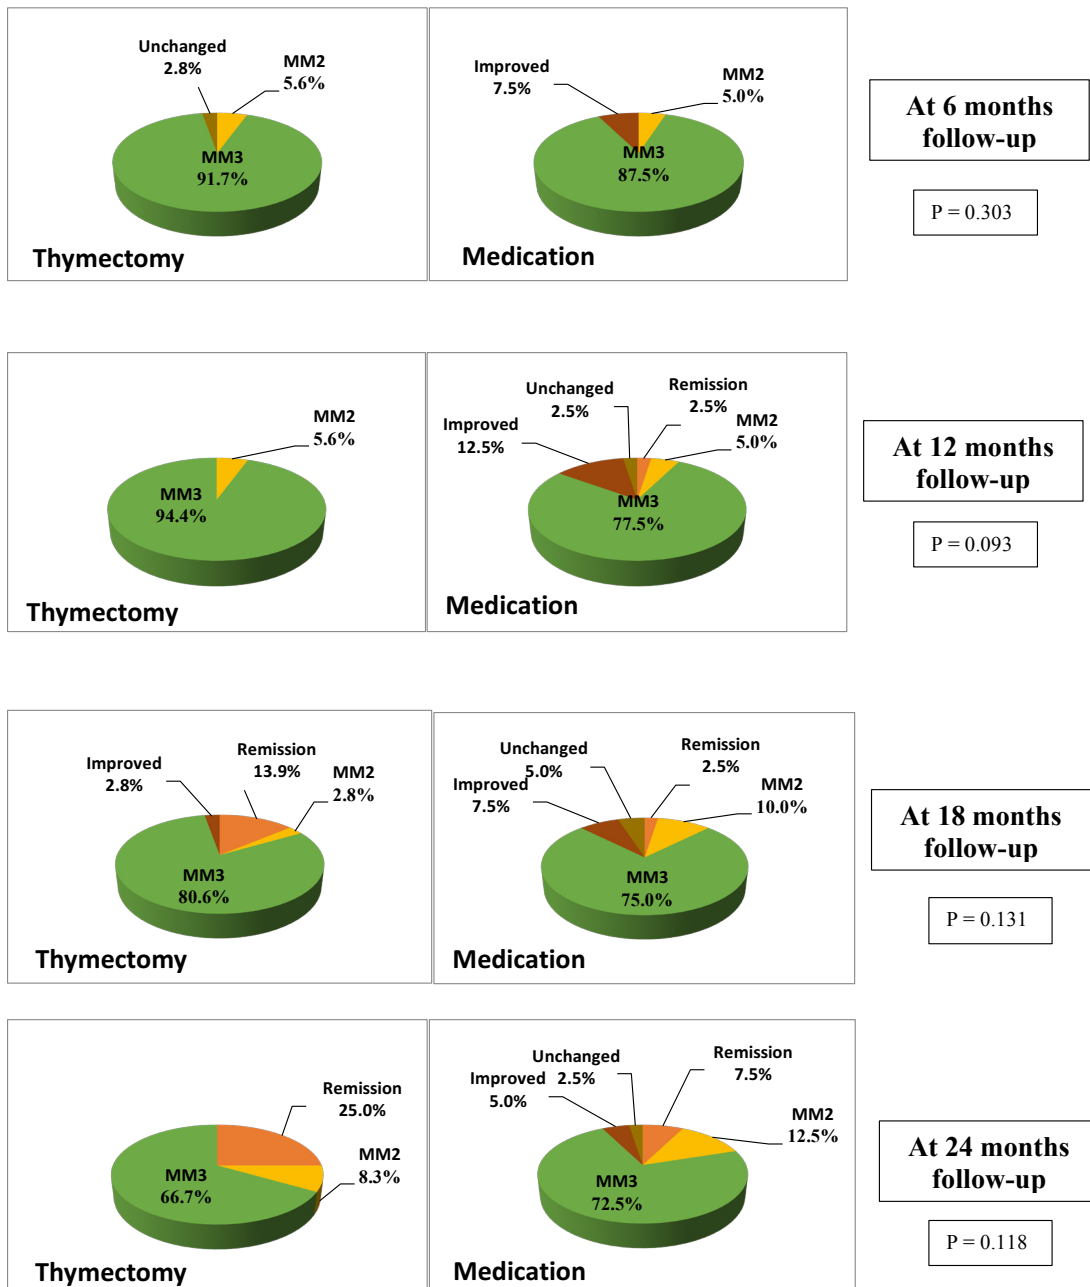 Unchanged
2.8%
MM2
5.6%
MM3
91.7%
Thymectomy
Improved
7.5%
MM2
5.0%
MM3
87.5%
Medication
At 6 months
follow-up
P = 0.303
MM2
5.6%
MM3
94.4%
Thymectomy
Unchanged
2.5%
Remission
2.5%
Improved
12.5%
MM2
5.0%
MM3
77.5%
Medication
At 12 months
follow-up
P = 0.093
Improved
2.8%
Remission
13.9%
MM2
2.8%
MM3
80.6%
Thymectomy
Unchanged
5.0%
Remission
2.5%
Improved
7.5%
MM2
10.0%
MM3
75.0%
Medication
At 18 months
follow-up
P = 0.131
Remission
25.0%
MM2
8.3%
MM3
66.7%
Thymectomy
Unchanged
2.5%
Remission
7.5%
Improved
5.0%
MM2
12.5%
MM3
72.5%
Medication
At 24 months
follow-up
P = 0.118